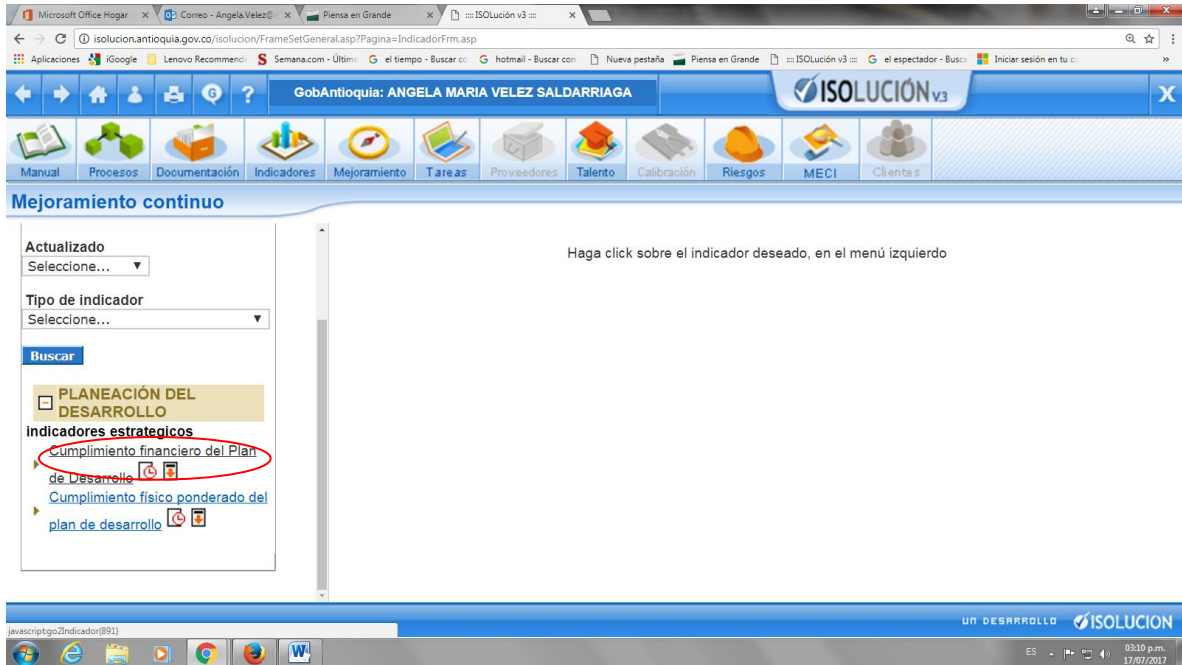 Microsoft Office Hogar
Correo - Angela.Velez@
Piensa en Grande
::: ISOLución v3 :::
isolucion.antioquia.gov.co/isolucion/FrameSetGeneral.asp?Pagina=IndicadorFrm.asp
Aplicaciones iGoogle Lenovo Recommend Semana.com - Última el tiempo - Buscar co hotmail - Buscar con Nueva pestaña Piensa en Grande ::: ISOLución v3 ::: el espectador - Busca Iniciar sesión en tu c »
? GobAntioquia: ANGELA MARIA VELEZ SALDARRIAGA ISOLUCIÓN V3 X
Manual Procesos Documentación Indicadores Mejoramiento Tareas Proveedores Talento Calibración Riesgos MECI Clientes
Mejoramiento continuo
Actualizado
Seleccione...
Haga click sobre el indicador deseado, en el menú izquierdo
Tipo de indicador
Seleccione...
Buscar
PLANEACIÓN DEL
DESARROLLO
indicadores estrategicos
Cumplimiento financiero del Plan
de Desarrollo
Cumplimiento físico ponderado del
plan de desarrollo
UN DESARROLLO ISOLUCION
javascript:go2Indicador(891)
ES 03:10 p.m.
17/07/2017